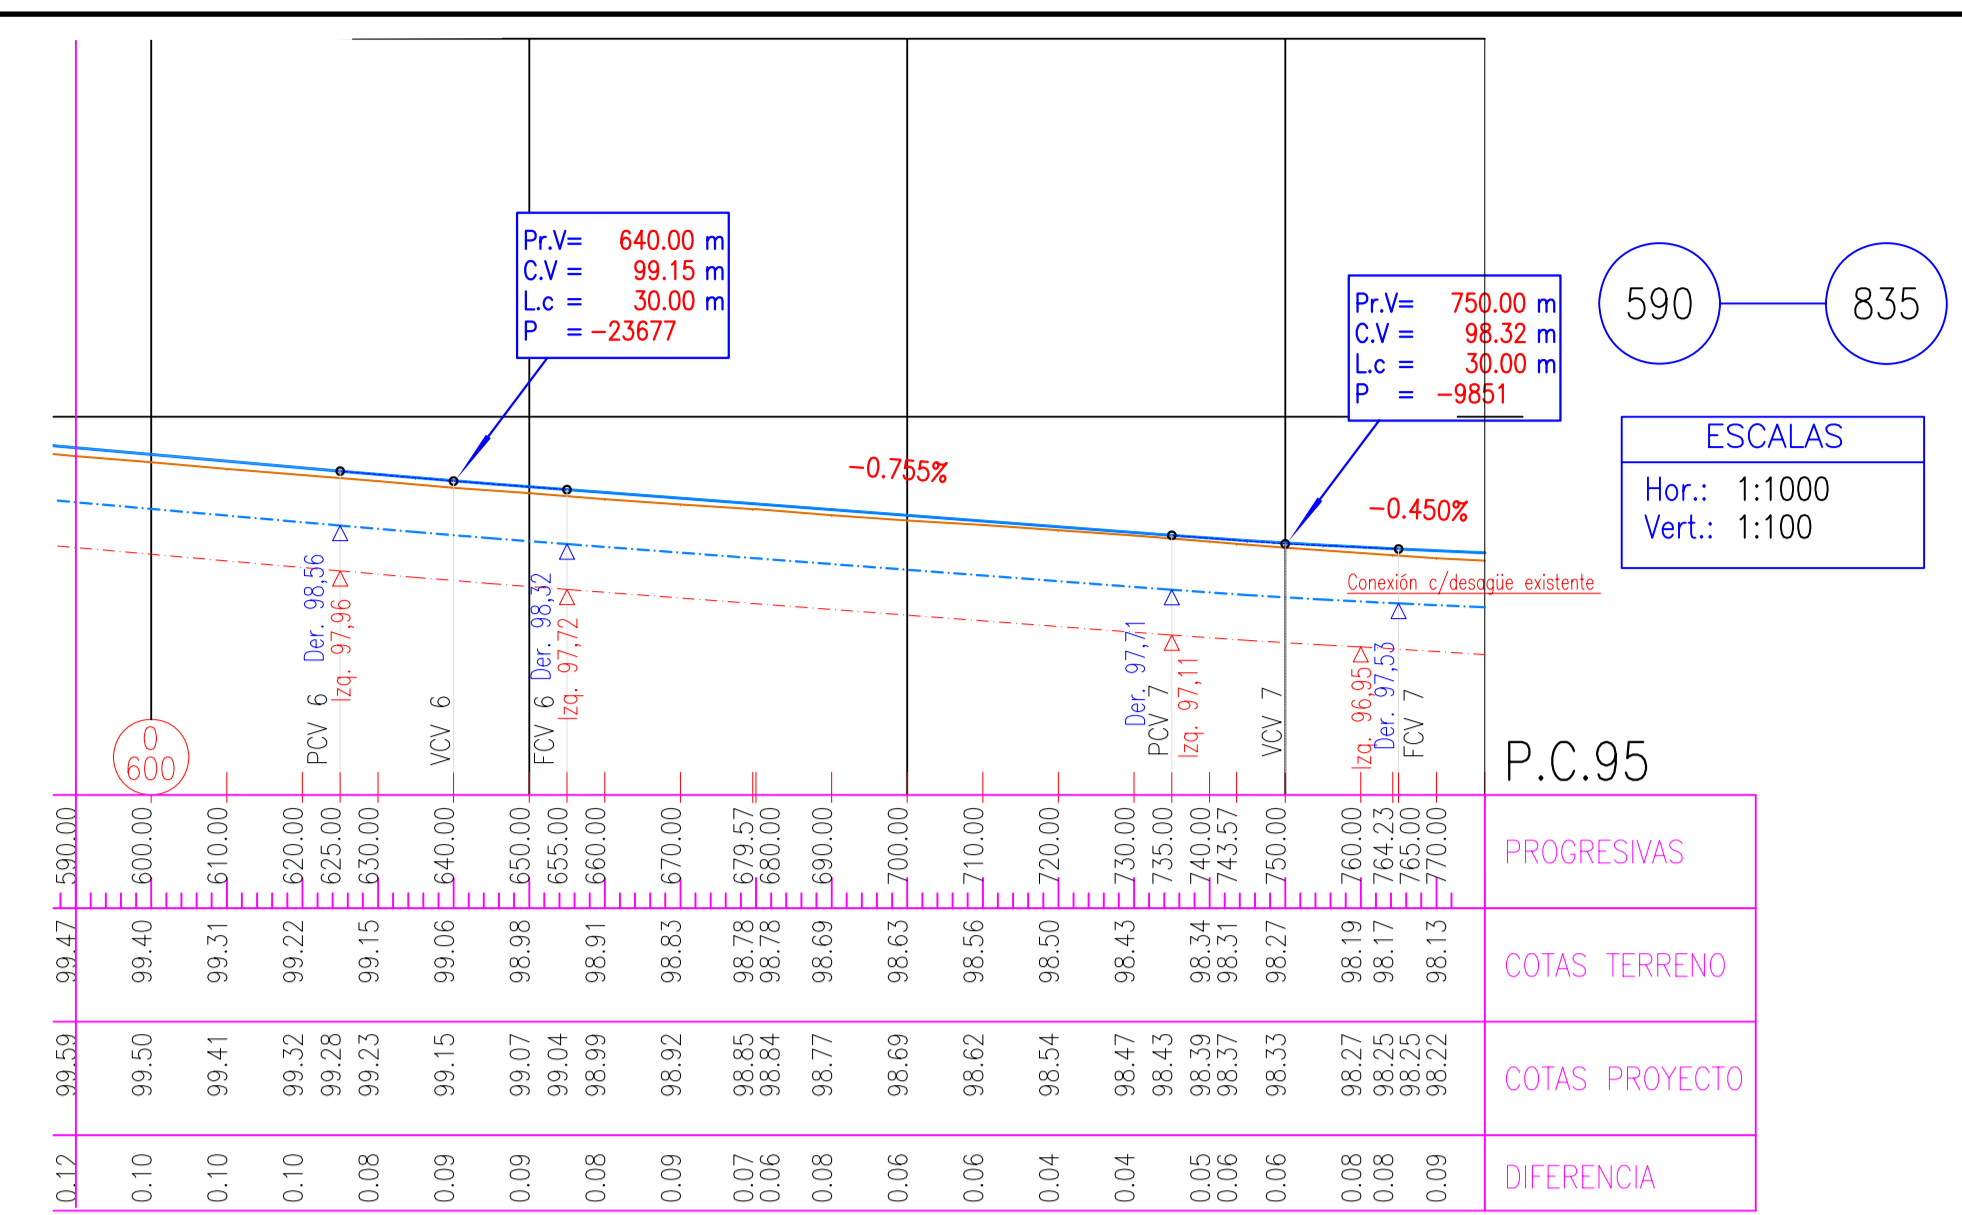 Pr.V= 640.00 m
C.V = 99.15 m
L.c = 30.00 m
P = -23677
Pr.V= 750.00 m
C.V = 98.32 m
L.c = 30.00 m
P = -9851
590 835
ESCALAS
Hor.: 1:1000
Vert.: 1:100
-0.755%
-0.450%
Conexión c/desagüe existente
0
600
PCV 6
Der. 98,56
Izq. 97,96
VCV 6
FCV 6
Der. 98,32
Izq. 97,72
Der. 97,71
PCV 7
Izq. 97,11
VCV 7
Izq. 96,95
Der. 97,53
FCV 7
P.C.95
590.00 600.00 610.00 620.00 625.00 630.00 640.00 650.00 655.00 660.00 670.00 679.57 680.00 690.00 700.00 710.00 720.00 730.00 735.00 740.00 743.57 750.00 760.00 764.23 765.00 770.00 PROGRESIVAS
99.47 99.40 99.31 99.22 99.15 99.06 98.98 98.91 98.83 98.78 98.78 98.69 98.63 98.56 98.50 98.43 98.34 98.31 98.27 98.19 98.17 98.13 COTAS TERRENO
99.59 99.50 99.41 99.32 99.28 99.23 99.15 99.07 99.04 98.99 98.92 98.85 98.84 98.77 98.69 98.62 98.54 98.47 98.43 98.39 98.37 98.33 98.27 98.25 98.25 98.22 COTAS PROYECTO
0.12 0.10 0.10 0.10 0.08 0.09 0.09 0.08 0.09 0.07 0.06 0.08 0.06 0.06 0.04 0.04 0.05 0.06 0.06 0.08 0.08 0.09 DIFERENCIA